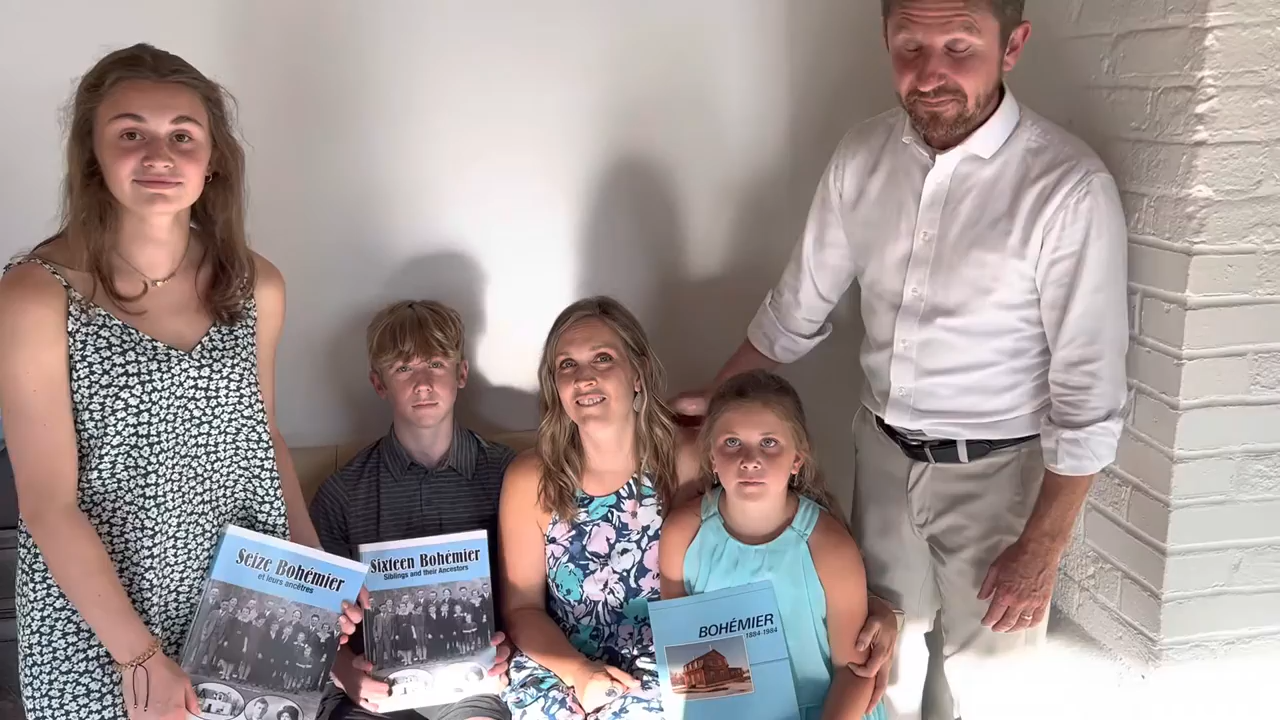 Seize Bohémier
et leurs ancêtres
Sixteen Bohémier
Siblings and their Ancestors
BOHÉMIER
1884-1984